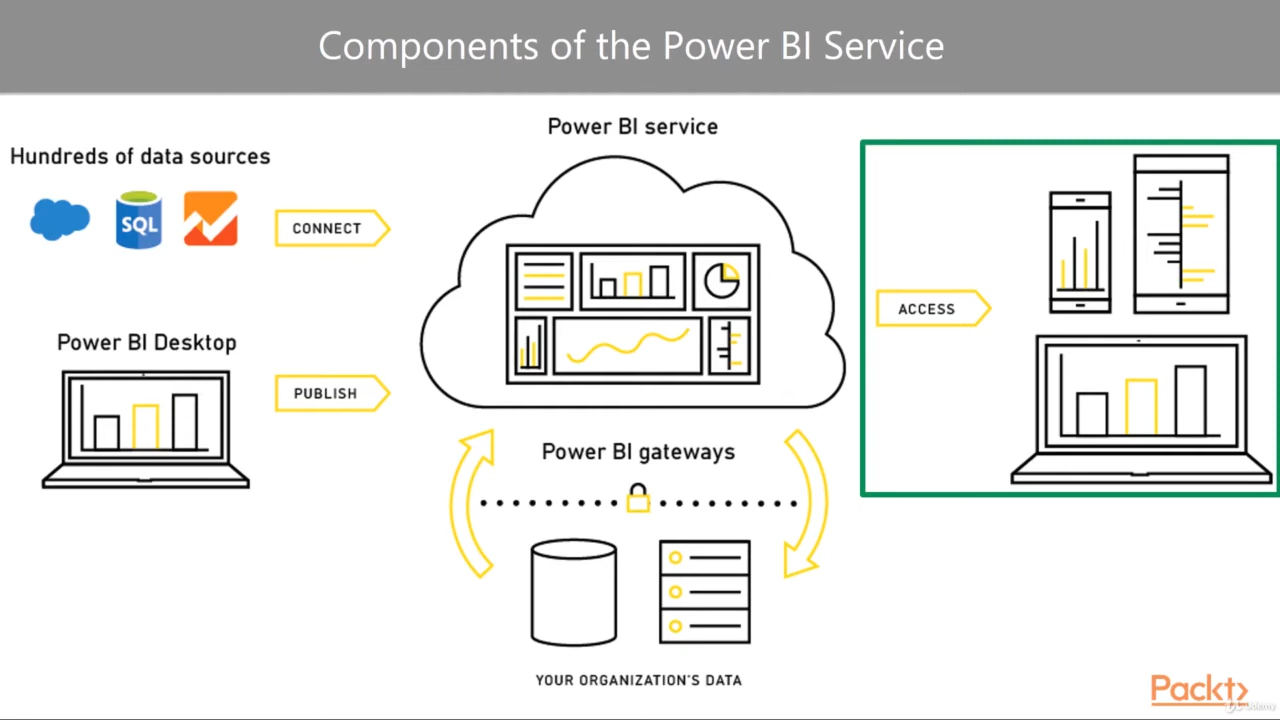 Components of the Power BI Service
Power BI service
Hundreds of data sources
SQL
CONNECT
ACCESS
Power BI Desktop
PUBLISH
Power BI gateways
YOUR ORGANIZATION'S DATA
Packt
Udemy